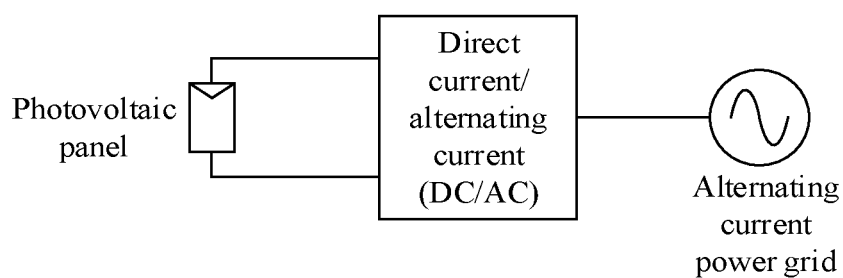 Photovoltaic
panel
Direct
current/
alternating
current
(DC/AC)
Alternating
current
power grid